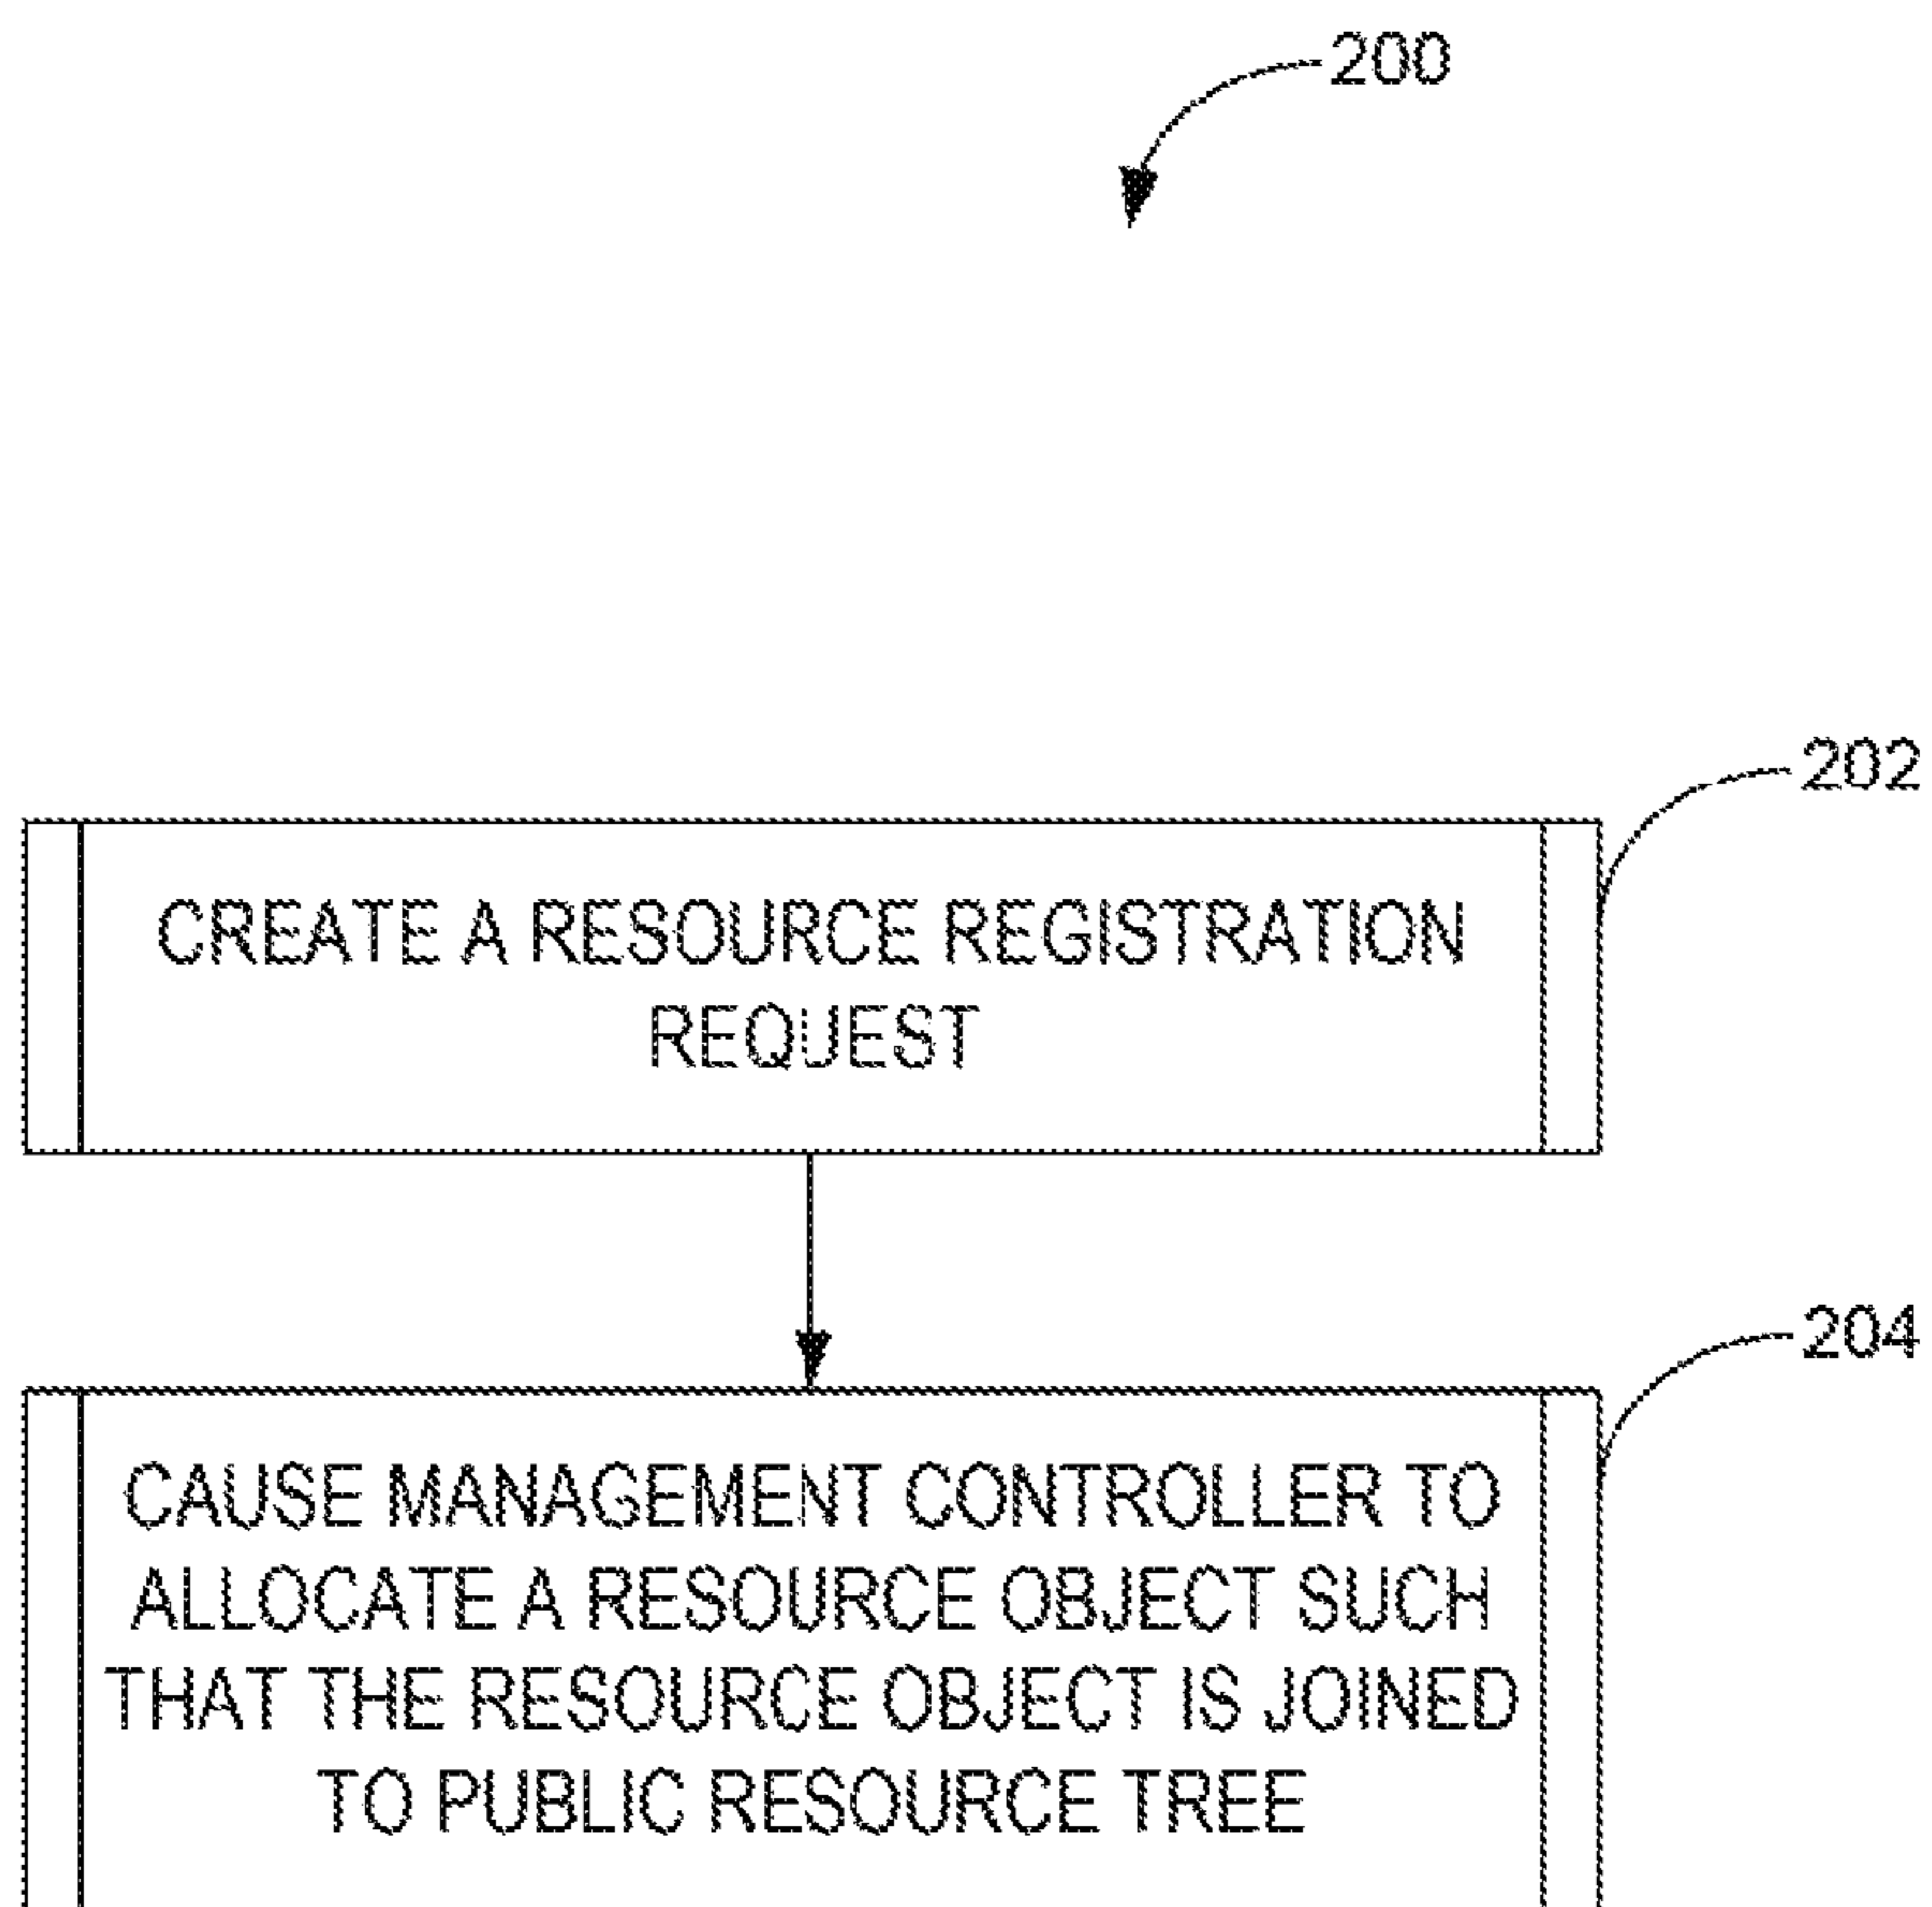 200
202
CREATE A RESOURCE REGISTRATION
REQUEST
204
CAUSE MANAGEMENT CONTROLLER TO
ALLOCATE A RESOURCE OBJECT SUCH
THAT THE RESOURCE OBJECT IS JOINED
TO PUBLIC RESOURCE TREE